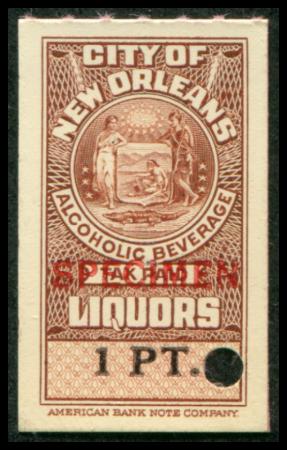 CITY OF
NEW ORLEANS
ALCOHOLIC BEVERAGE
TAX PAID
SPECIMEN
LIQUORS
1 PT.
AMERICAN BANK NOTE COMPANY.